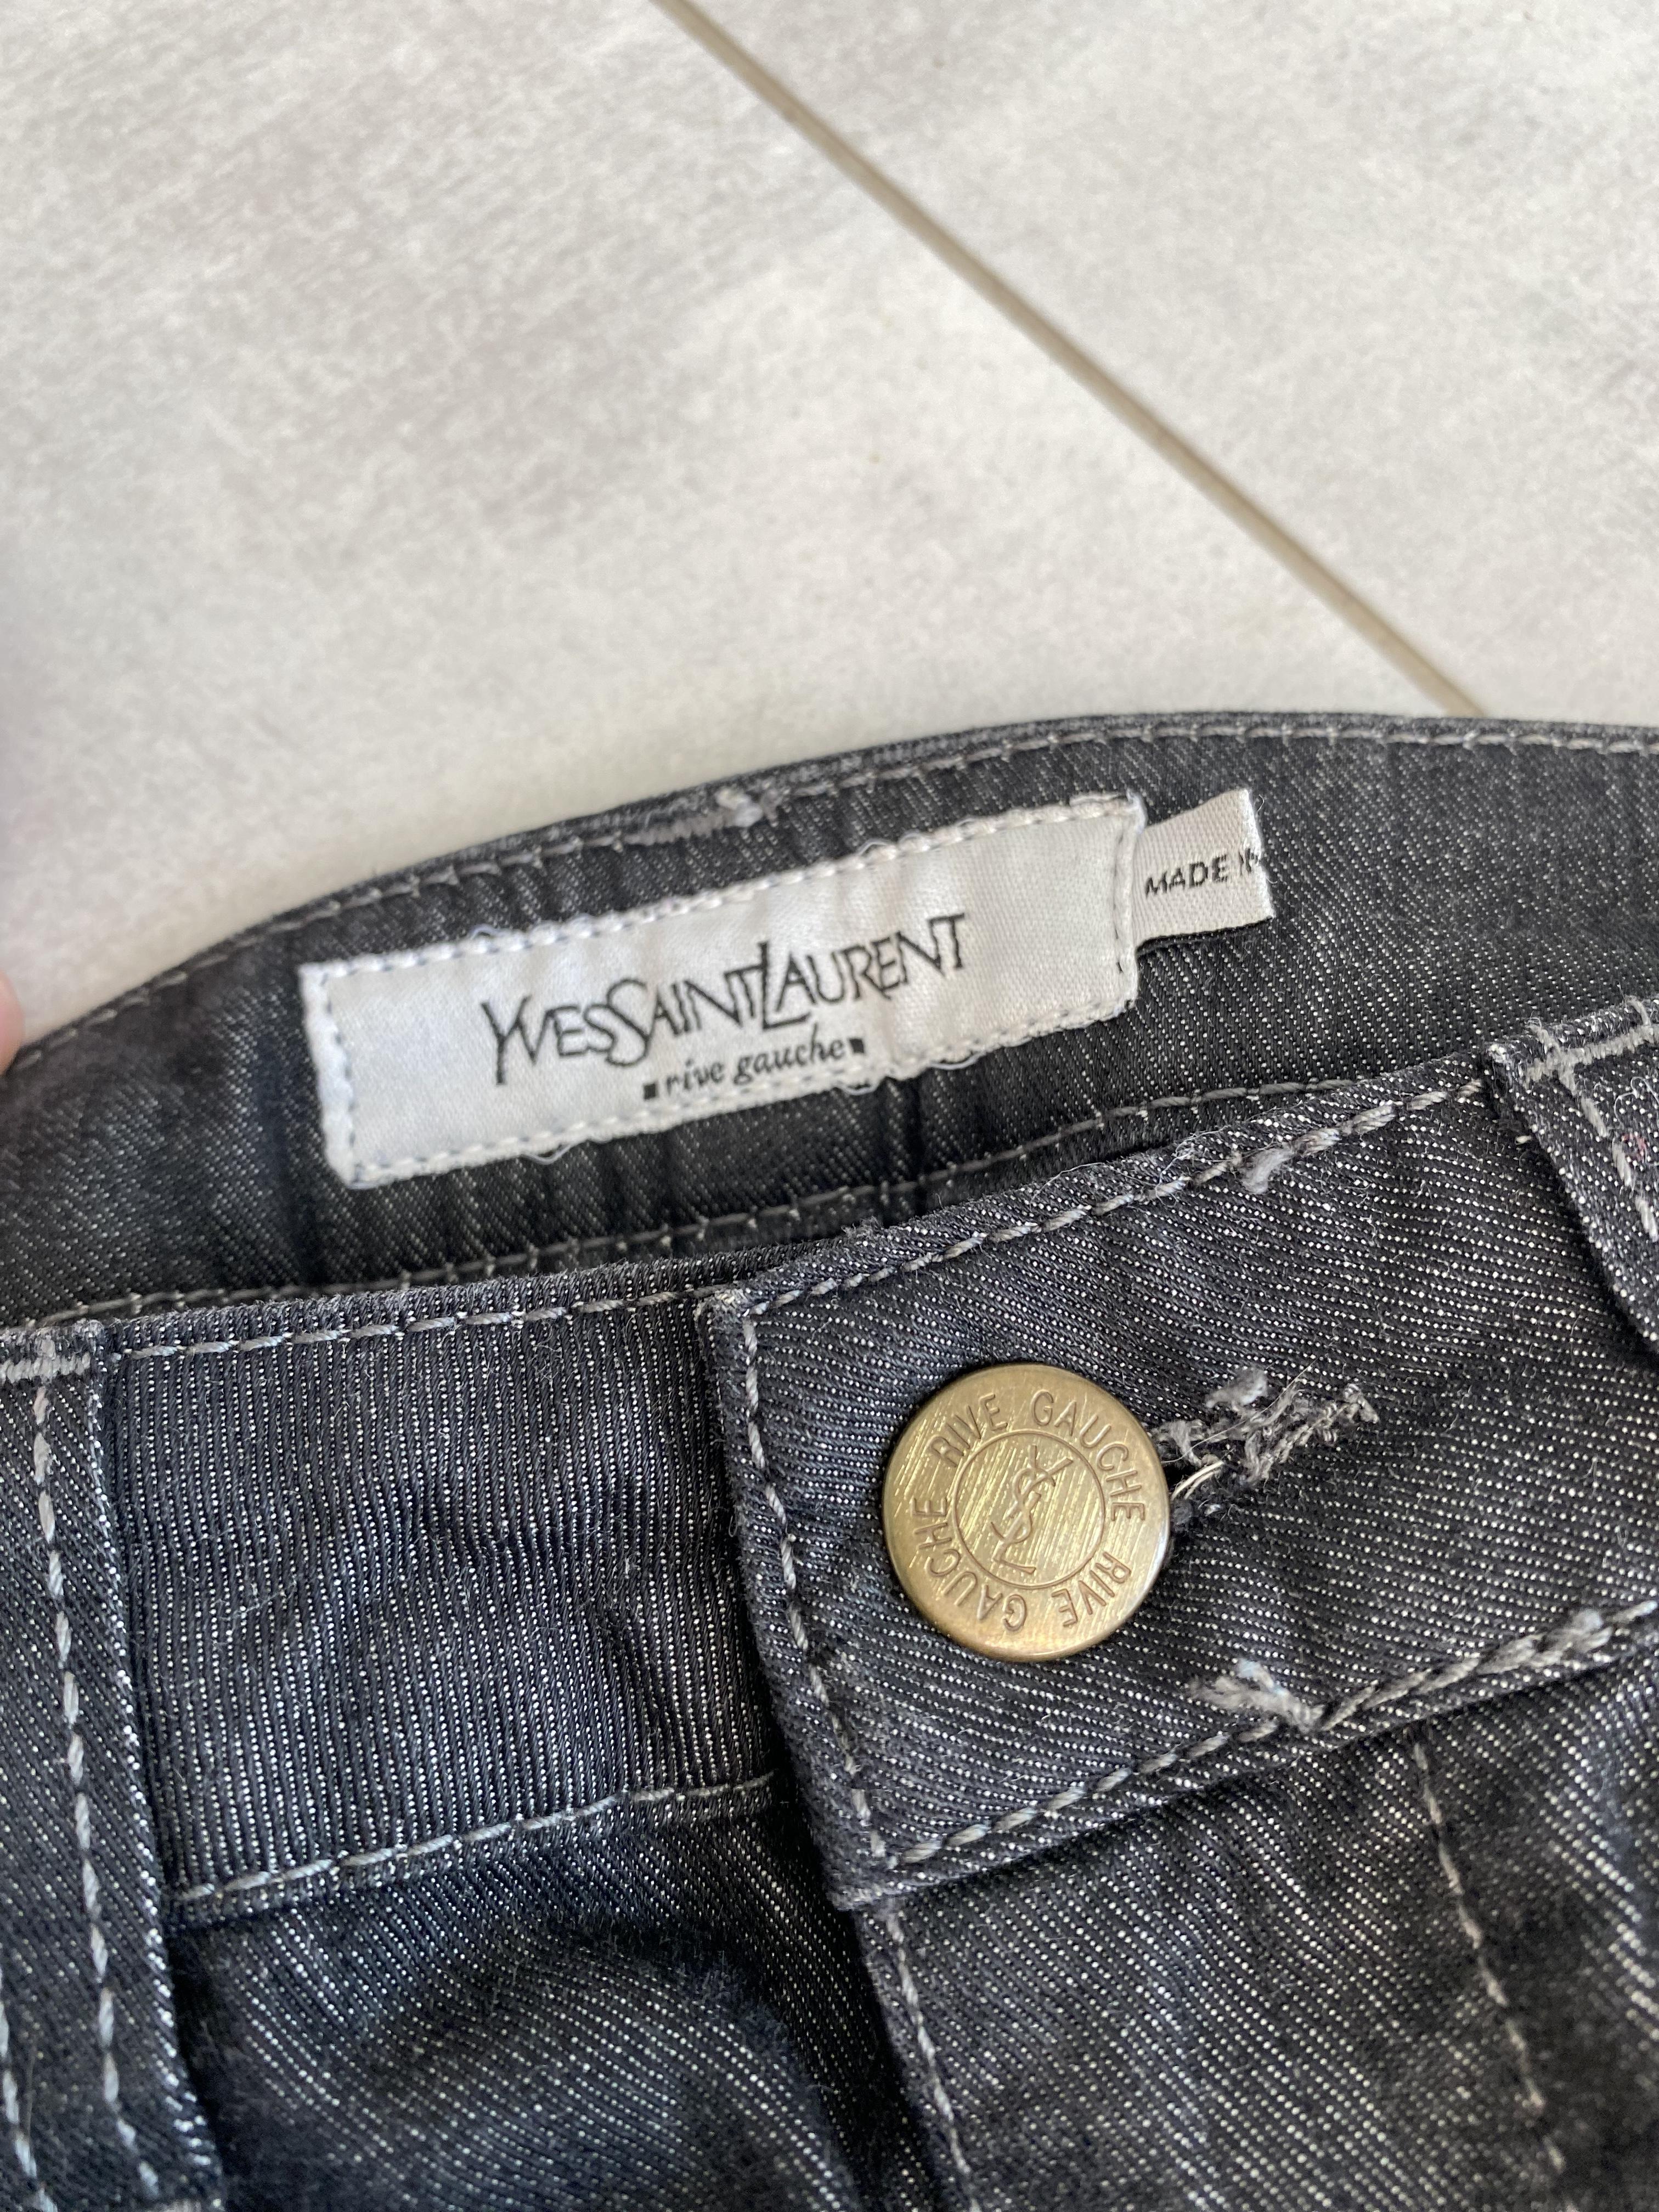 YVESSAINTLAURENT
rive gauche
MADE IN
RIVE GAUCHE RIVE GAUCHE
YSL